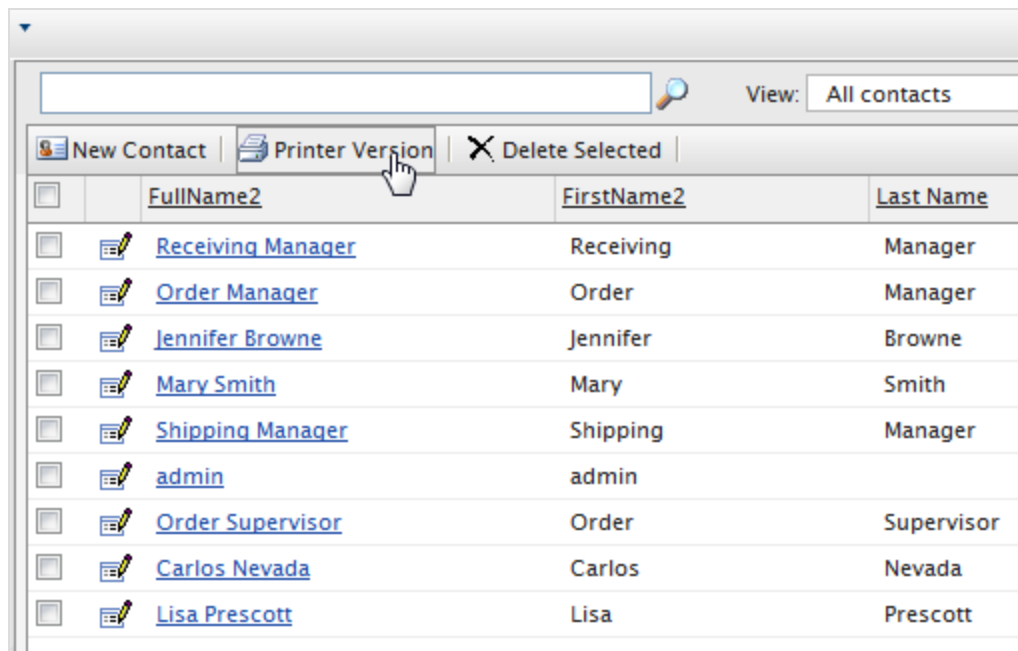 View: All contacts
New Contact Printer Version Delete Selected
FullName2 FirstName2 Last Name
Receiving Manager Receiving Manager
Order Manager Order Manager
Jennifer Browne Jennifer Browne
Mary Smith Mary Smith
Shipping Manager Shipping Manager
admin admin
Order Supervisor Order Supervisor
Carlos Nevada Carlos Nevada
Lisa Prescott Lisa Prescott